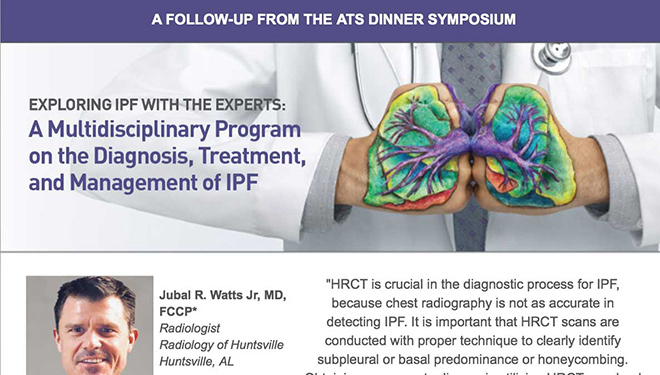 A FOLLOW-UP FROM THE ATS DINNER SYMPOSIUM
EXPLORING IPF WITH THE EXPERTS:
A Multidisciplinary Program
on the Diagnosis, Treatment,
and Management of IPF
Jubal R. Watts Jr, MD,
FCCP*
Radiologist
Radiology of Huntsville
Huntsville, AL
"HRCT is crucial in the diagnostic process for IPF,
because chest radiography is not as accurate in
detecting IPF. It is important that HRCT scans are
conducted with proper technique to clearly identify
subpleural or basal predominance or honeycombing.